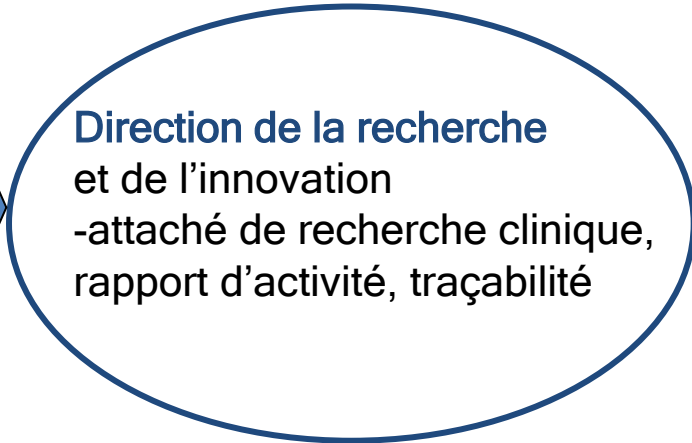 Direction de la recherche
et de l’innovation
-attaché de recherche clinique,
rapport d’activité, traçabilité